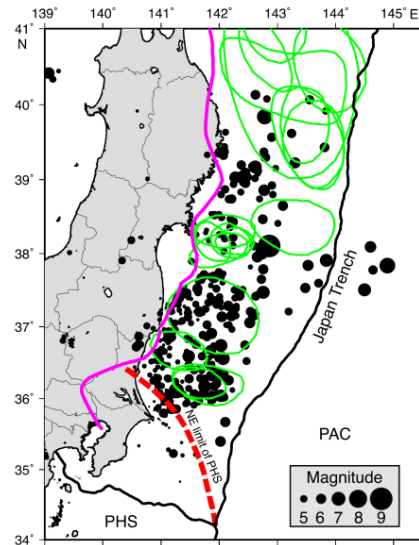 139° 140° 141° 142° 143° 144° 145° E
41°
N
40°
39°
38°
37°
36°
35°
34°
Japan Trench
NE limit of PHS
PAC
PHS
Magnitude
5 6 7 8 9